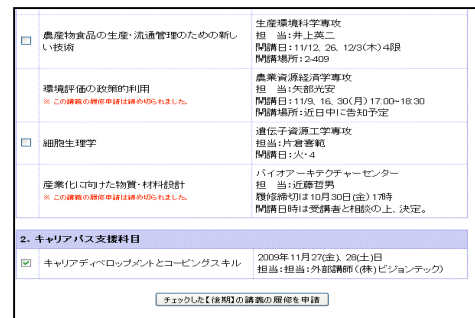 農産物食品の生産・流通管理のための新しい技術
生産環境科学専攻
担　当:井上英二
開講日:11/12, 26, 12/3(木)4限
開講場所:2-409
環境評価の政策的利用
※ この講義の履修申請は締め切られました。
農業資源経済学専攻
担　当:矢部光安
開講日:11/9, 16, 30(月) 17:00~18:30
開講場所:近日中に告知予定
細胞生理学
遺伝子資源工学専攻
担当:片倉喜範
開講日:火・4
産業化に向けた物質・材料設計
※ この講義の履修申請は締め切られました。
バイオアーキテクチャーセンター
担　当:近藤哲男
履修締切は10月30日(金) 17時
開講日時は受講者と相談の上、決定。
2. キャリアパス支援科目
キャリアディベロップメントとコーピングスキル
2009年11月27(金), 28(土)日
担当:担当:外部講師((株)ビジョンテック)
チェックした【後期】の講義の履修を申請